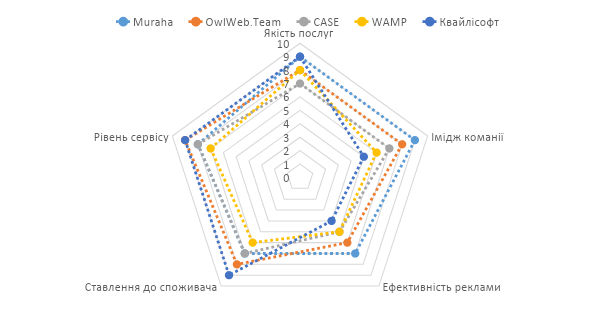 Muraha OwlWeb.Team CASE WAMP Квайлісофт
Якість послуг
10
9
8
7
6
5
4
3
2
1
0
Рівень сервісу
Імідж команії
Ставлення до споживача
Ефективність реклами